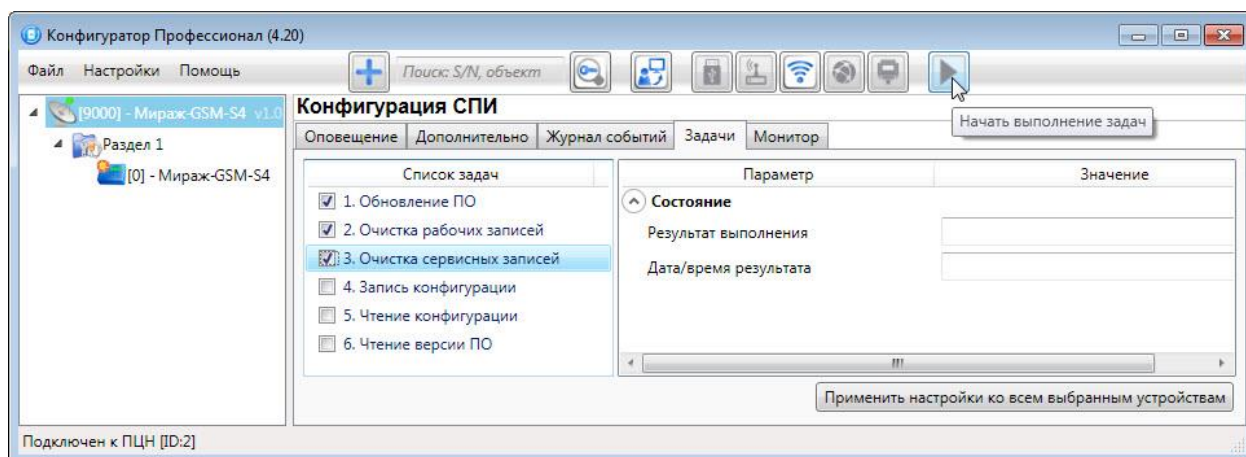 Конфигуратор Профессионал (4.20)
Файл Настройки Помощь Поиск: S/N, объект
[9000] - Мираж-GSM-S4 v1.0
Раздел 1
[0] - Мираж-GSM-S4
Конфигурация СПИ
Начать выполнение задач
Оповещение Дополнительно Журнал событий Задачи Монитор
Список задач
1. Обновление ПО
2. Очистка рабочих записей
3. Очистка сервисных записей
4. Запись конфигурации
5. Чтение конфигурации
6. Чтение версии ПО
Параметр Значение
Состояние
Результат выполнения
Дата/время результата
Применить настройки ко всем выбранным устройствам
Подключен к ПЦН [ID:2]